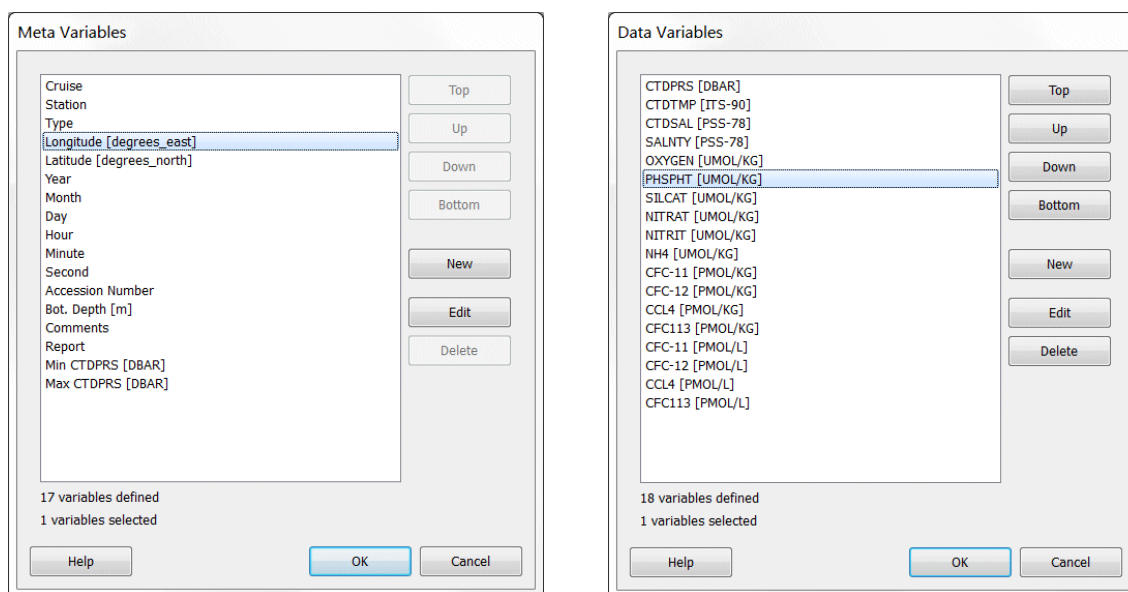 Meta Variables
Cruise
Station
Type
Longitude [degrees_east]
Latitude [degrees_north]
Year
Month
Day
Hour
Minute
Second
Accession Number
Bot. Depth [m]
Comments
Report
Min CTDPRS [DBAR]
Max CTDPRS [DBAR]
Top
Up
Down
Bottom
New
Edit
Delete
17 variables defined
1 variables selected
Help
OK
Cancel
Data Variables
CTDPRS [DBAR]
CTDTMP [ITS-90]
CTDSAL [PSS-78]
SALNTY [PSS-78]
OXYGEN [UMOL/KG]
PHSPHT [UMOL/KG]
SILCAT [UMOL/KG]
NITRAT [UMOL/KG]
NITRIT [UMOL/KG]
NH4 [UMOL/KG]
CFC-11 [PMOL/KG]
CFC-12 [PMOL/KG]
CCL4 [PMOL/KG]
CFC113 [PMOL/KG]
CFC-11 [PMOL/L]
CFC-12 [PMOL/L]
CCL4 [PMOL/L]
CFC113 [PMOL/L]
Top
Up
Down
Bottom
New
Edit
Delete
18 variables defined
1 variables selected
Help
OK
Cancel